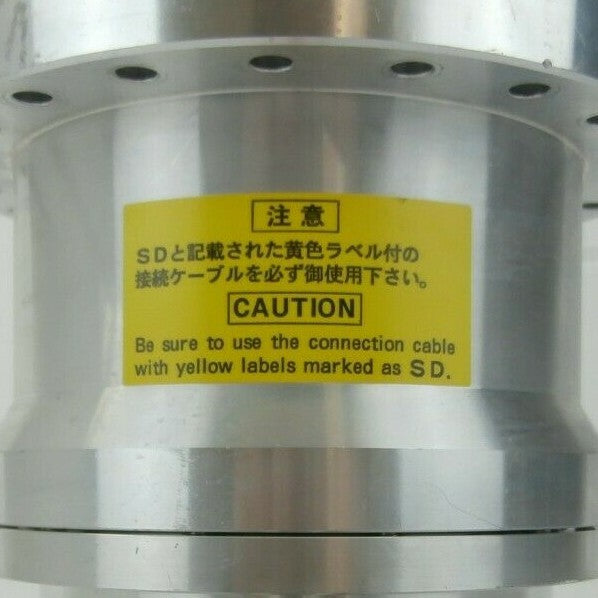 注意
SDと記載された黄色ラベル付の
接続ケーブルを必ず御使用下さい。
CAUTION
Be sure to use the connection cable
with yellow labels marked as SD.